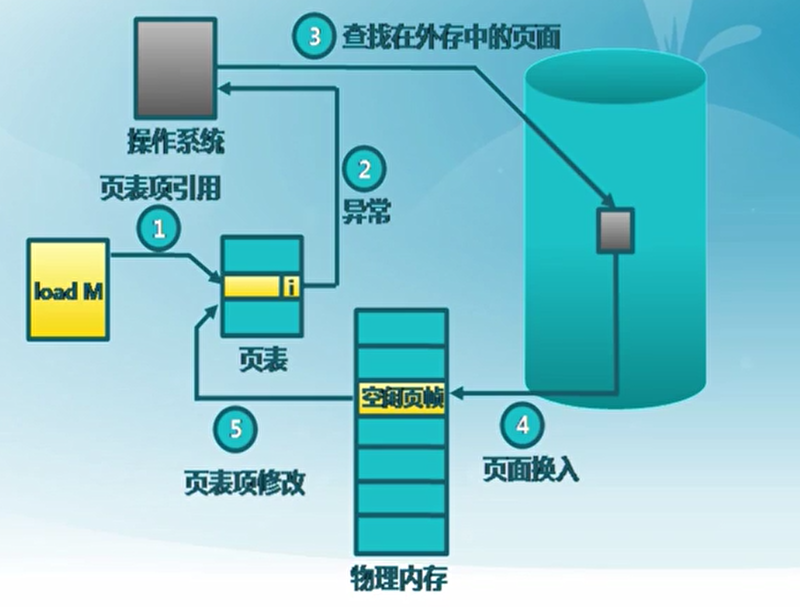 3
查找在外存中的页面
操作系统
2
异常
页表项引用
1
load M
i
页表
空闲页帧
5
4
页表项修改
页面换入
物理内存